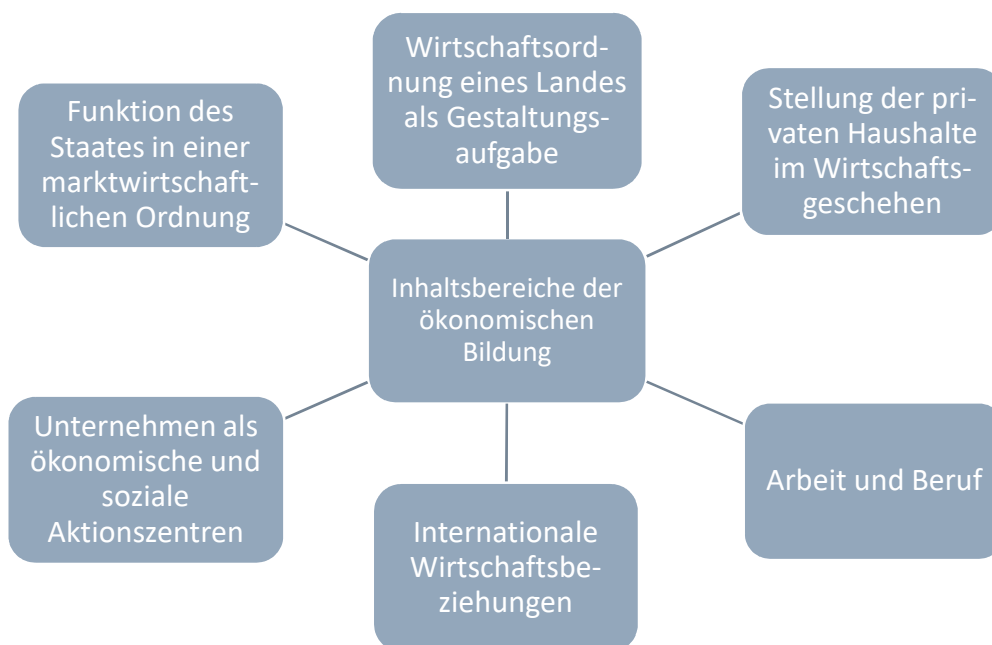 Wirtschaftsord-
nung eines Landes
als Gestaltungs-
aufgabe
Funktion des
Staates in einer
marktwirtschaft-
lichen Ordnung
Stellung der pri-
vaten Haushalte
im Wirtschafts-
geschehen
Inhaltsbereiche der
ökonomischen
Bildung
Unternehmen als
ökonomische und
soziale
Aktionszentren
Arbeit und Beruf
Internationale
Wirtschaftsbe-
ziehungen